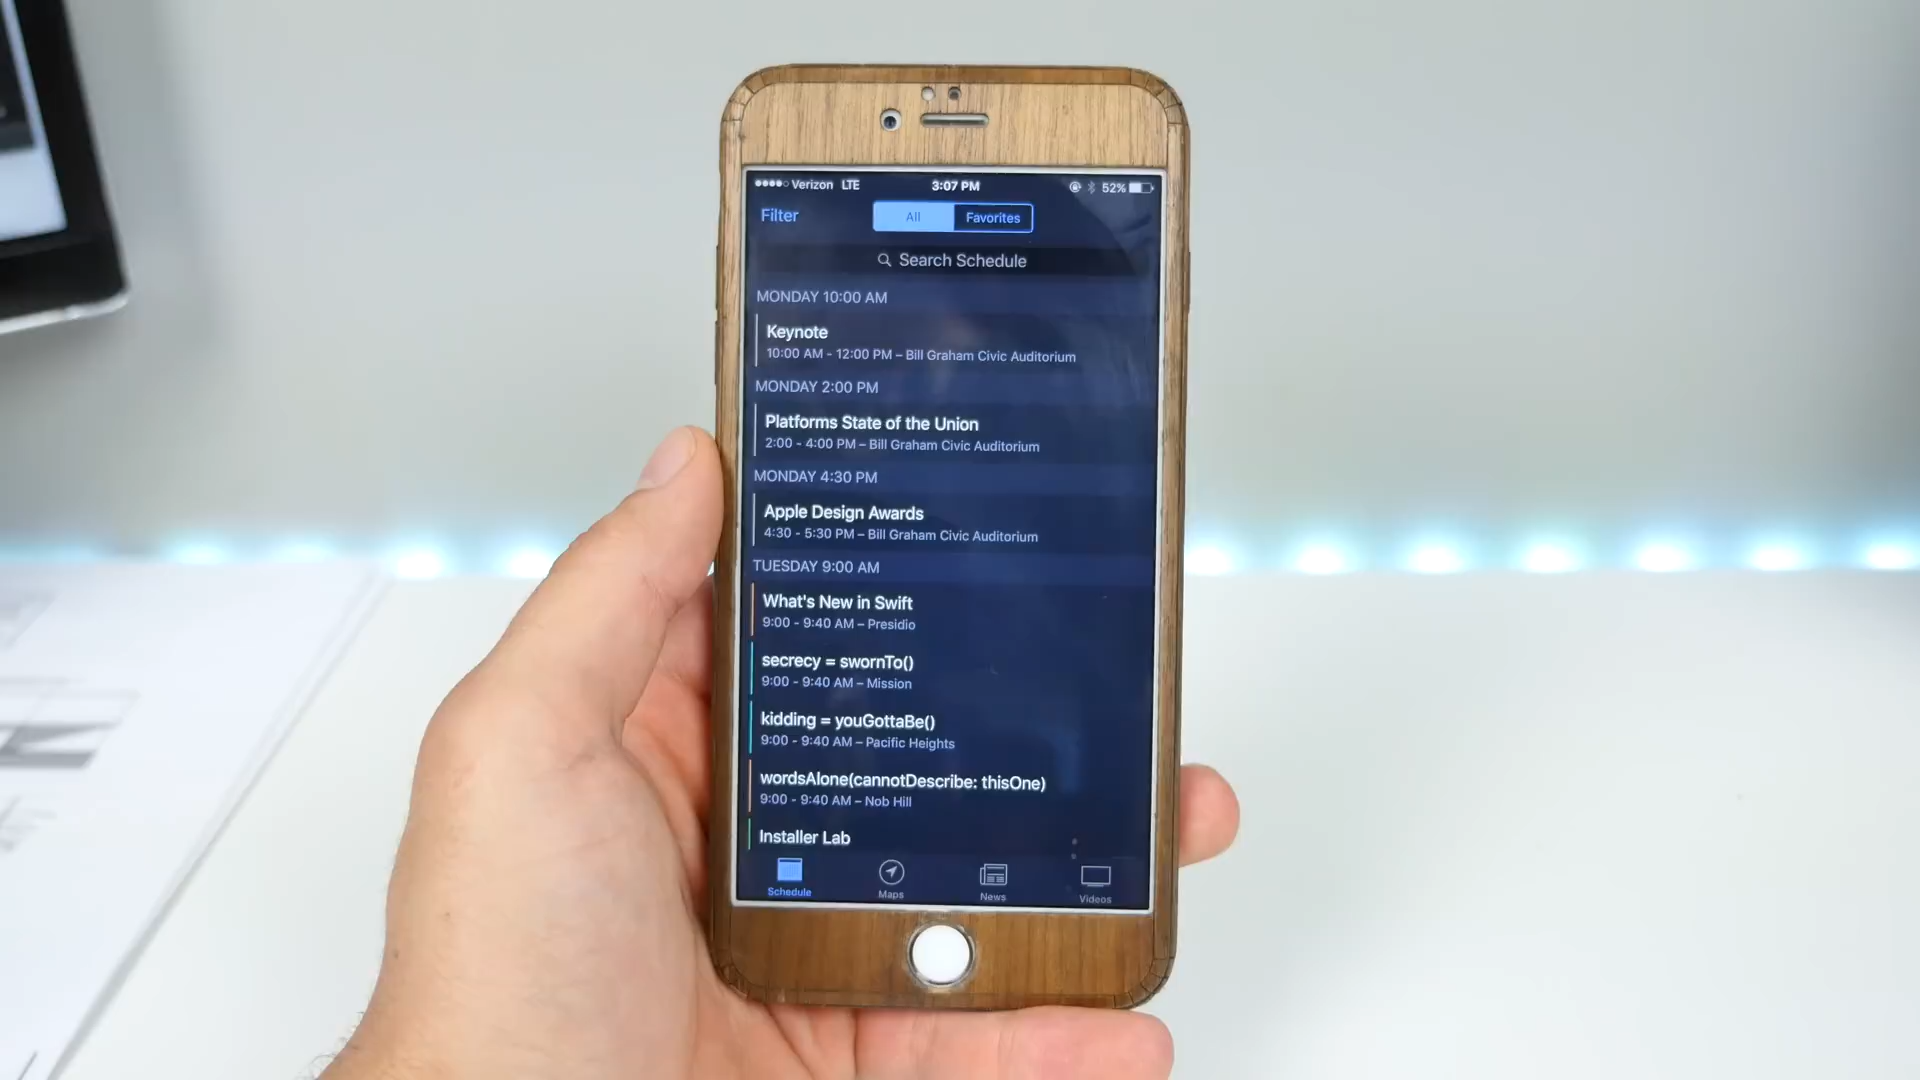 Verizon LTE 3:07 PM 52%
Filter All Favorites
Search Schedule
MONDAY 10:00 AM
Keynote
10:00 AM - 12:00 PM – Bill Graham Civic Auditorium
MONDAY 2:00 PM
Platforms State of the Union
2:00 - 4:00 PM – Bill Graham Civic Auditorium
MONDAY 4:30 PM
Apple Design Awards
4:30 - 5:30 PM – Bill Graham Civic Auditorium
TUESDAY 9:00 AM
What's New in Swift
9:00 - 9:40 AM – Presidio
secrecy = swornTo()
9:00 - 9:40 AM – Mission
kidding = youGottaBe()
9:00 - 9:40 AM – Pacific Heights
wordsAlone(cannotDescribe: thisOne)
9:00 - 9:40 AM – Nob Hill
Installer Lab
Schedule Maps News Videos